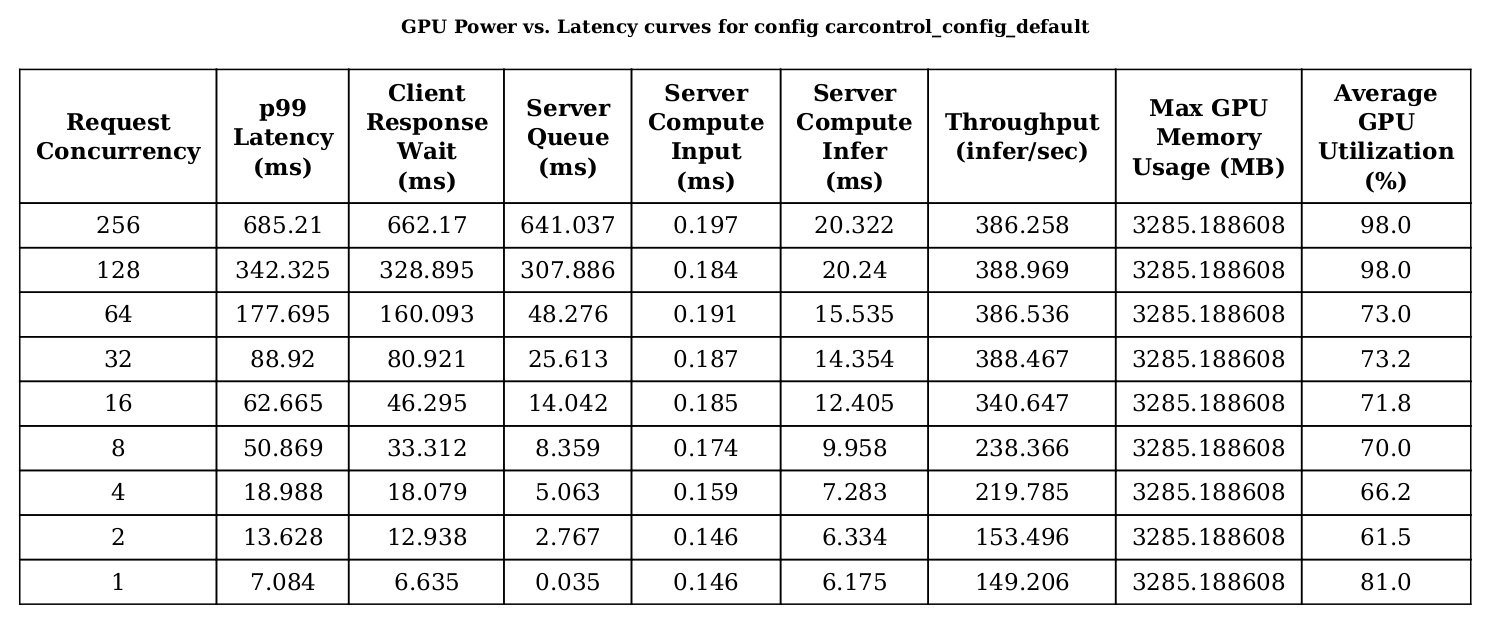 GPU Power vs. Latency curves for config carcontrol_config_default
Request Concurrency | p99 Latency (ms) | Client Response Wait (ms) | Server Queue (ms) | Server Compute Input (ms) | Server Compute Infer (ms) | Throughput (infer/sec) | Max GPU Memory Usage (MB) | Average GPU Utilization (%)
256 | 685.21 | 662.17 | 641.037 | 0.197 | 20.322 | 386.258 | 3285.188608 | 98.0
128 | 342.325 | 328.895 | 307.886 | 0.184 | 20.24 | 388.969 | 3285.188608 | 98.0
64 | 177.695 | 160.093 | 48.276 | 0.191 | 15.535 | 386.536 | 3285.188608 | 73.0
32 | 88.92 | 80.921 | 25.613 | 0.187 | 14.354 | 388.467 | 3285.188608 | 73.2
16 | 62.665 | 46.295 | 14.042 | 0.185 | 12.405 | 340.647 | 3285.188608 | 71.8
8 | 50.869 | 33.312 | 8.359 | 0.174 | 9.958 | 238.366 | 3285.188608 | 70.0
4 | 18.988 | 18.079 | 5.063 | 0.159 | 7.283 | 219.785 | 3285.188608 | 66.2
2 | 13.628 | 12.938 | 2.767 | 0.146 | 6.334 | 153.496 | 3285.188608 | 61.5
1 | 7.084 | 6.635 | 0.035 | 0.146 | 6.175 | 149.206 | 3285.188608 | 81.0